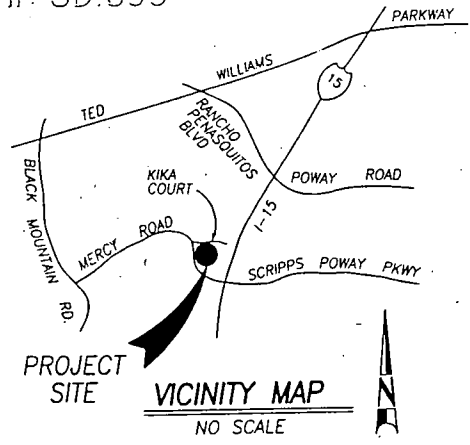 PARKWAY
WILLIAMS
TED
15
RANCHO
PENASQUITOS
BLVD
BLACK MOUNTAIN RD.
KIKA
COURT
POWAY ROAD
MERCY ROAD
I-15
SCRIPPS POWAY PKWY
PROJECT
SITE
VICINITY MAP
NO SCALE
N